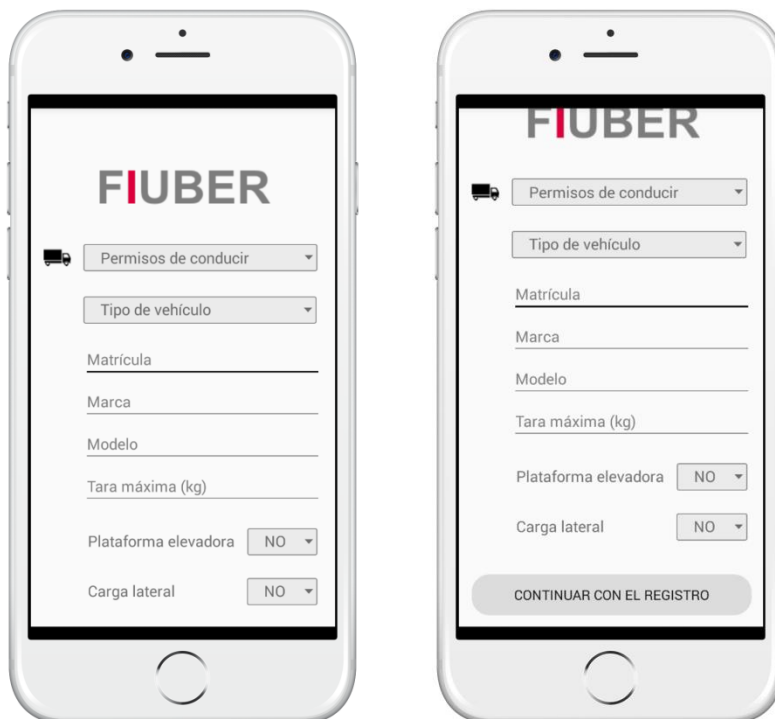 FIUBER
Permisos de conducir
Tipo de vehículo
Matrícula
Marca
Modelo
Tara máxima (kg)
Plataforma elevadora NO
Carga lateral NO
FIUBER
Permisos de conducir
Tipo de vehículo
Matrícula
Marca
Modelo
Tara máxima (kg)
Plataforma elevadora NO
Carga lateral NO
CONTINUAR CON EL REGISTRO